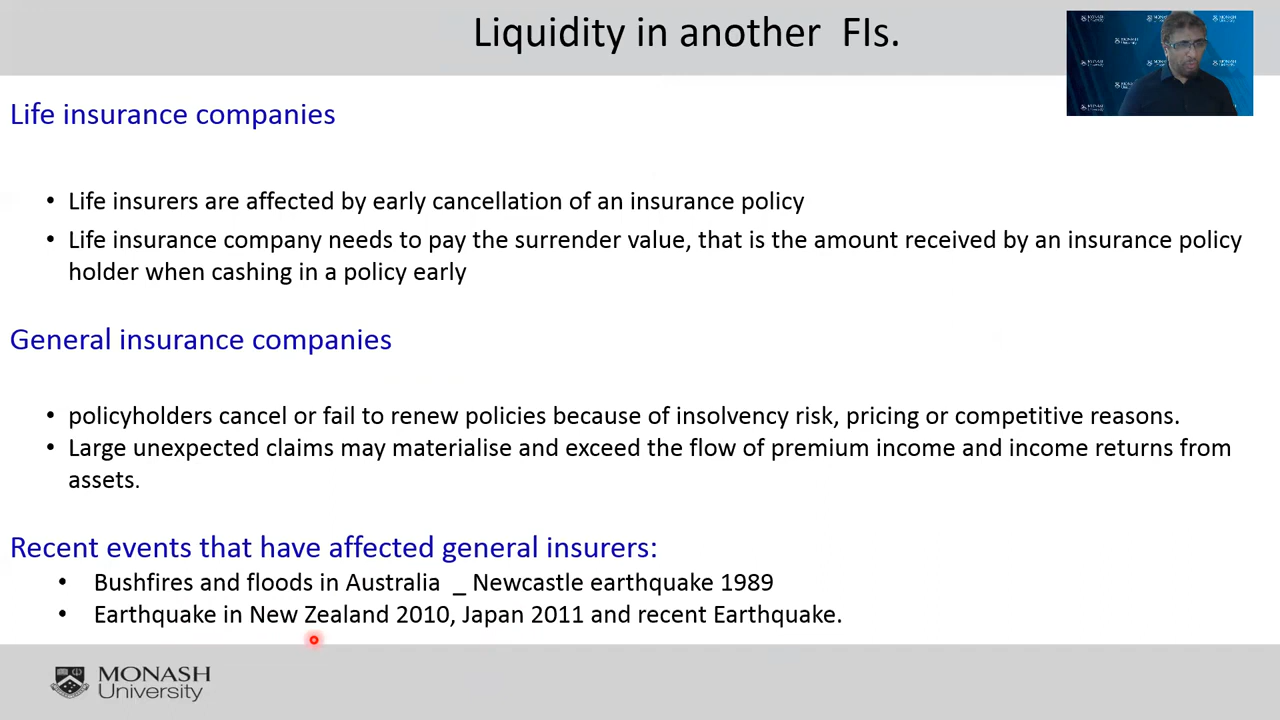 Liquidity in another FIs.
MONASH University
Life insurance companies
• Life insurers are affected by early cancellation of an insurance policy
• Life insurance company needs to pay the surrender value, that is the amount received by an insurance policy
holder when cashing in a policy early
General insurance companies
• policyholders cancel or fail to renew policies because of insolvency risk, pricing or competitive reasons.
• Large unexpected claims may materialise and exceed the flow of premium income and income returns from
assets.
Recent events that have affected general insurers:
• Bushfires and floods in Australia _ Newcastle earthquake 1989
• Earthquake in New Zealand 2010, Japan 2011 and recent Earthquake.
MONASH
University